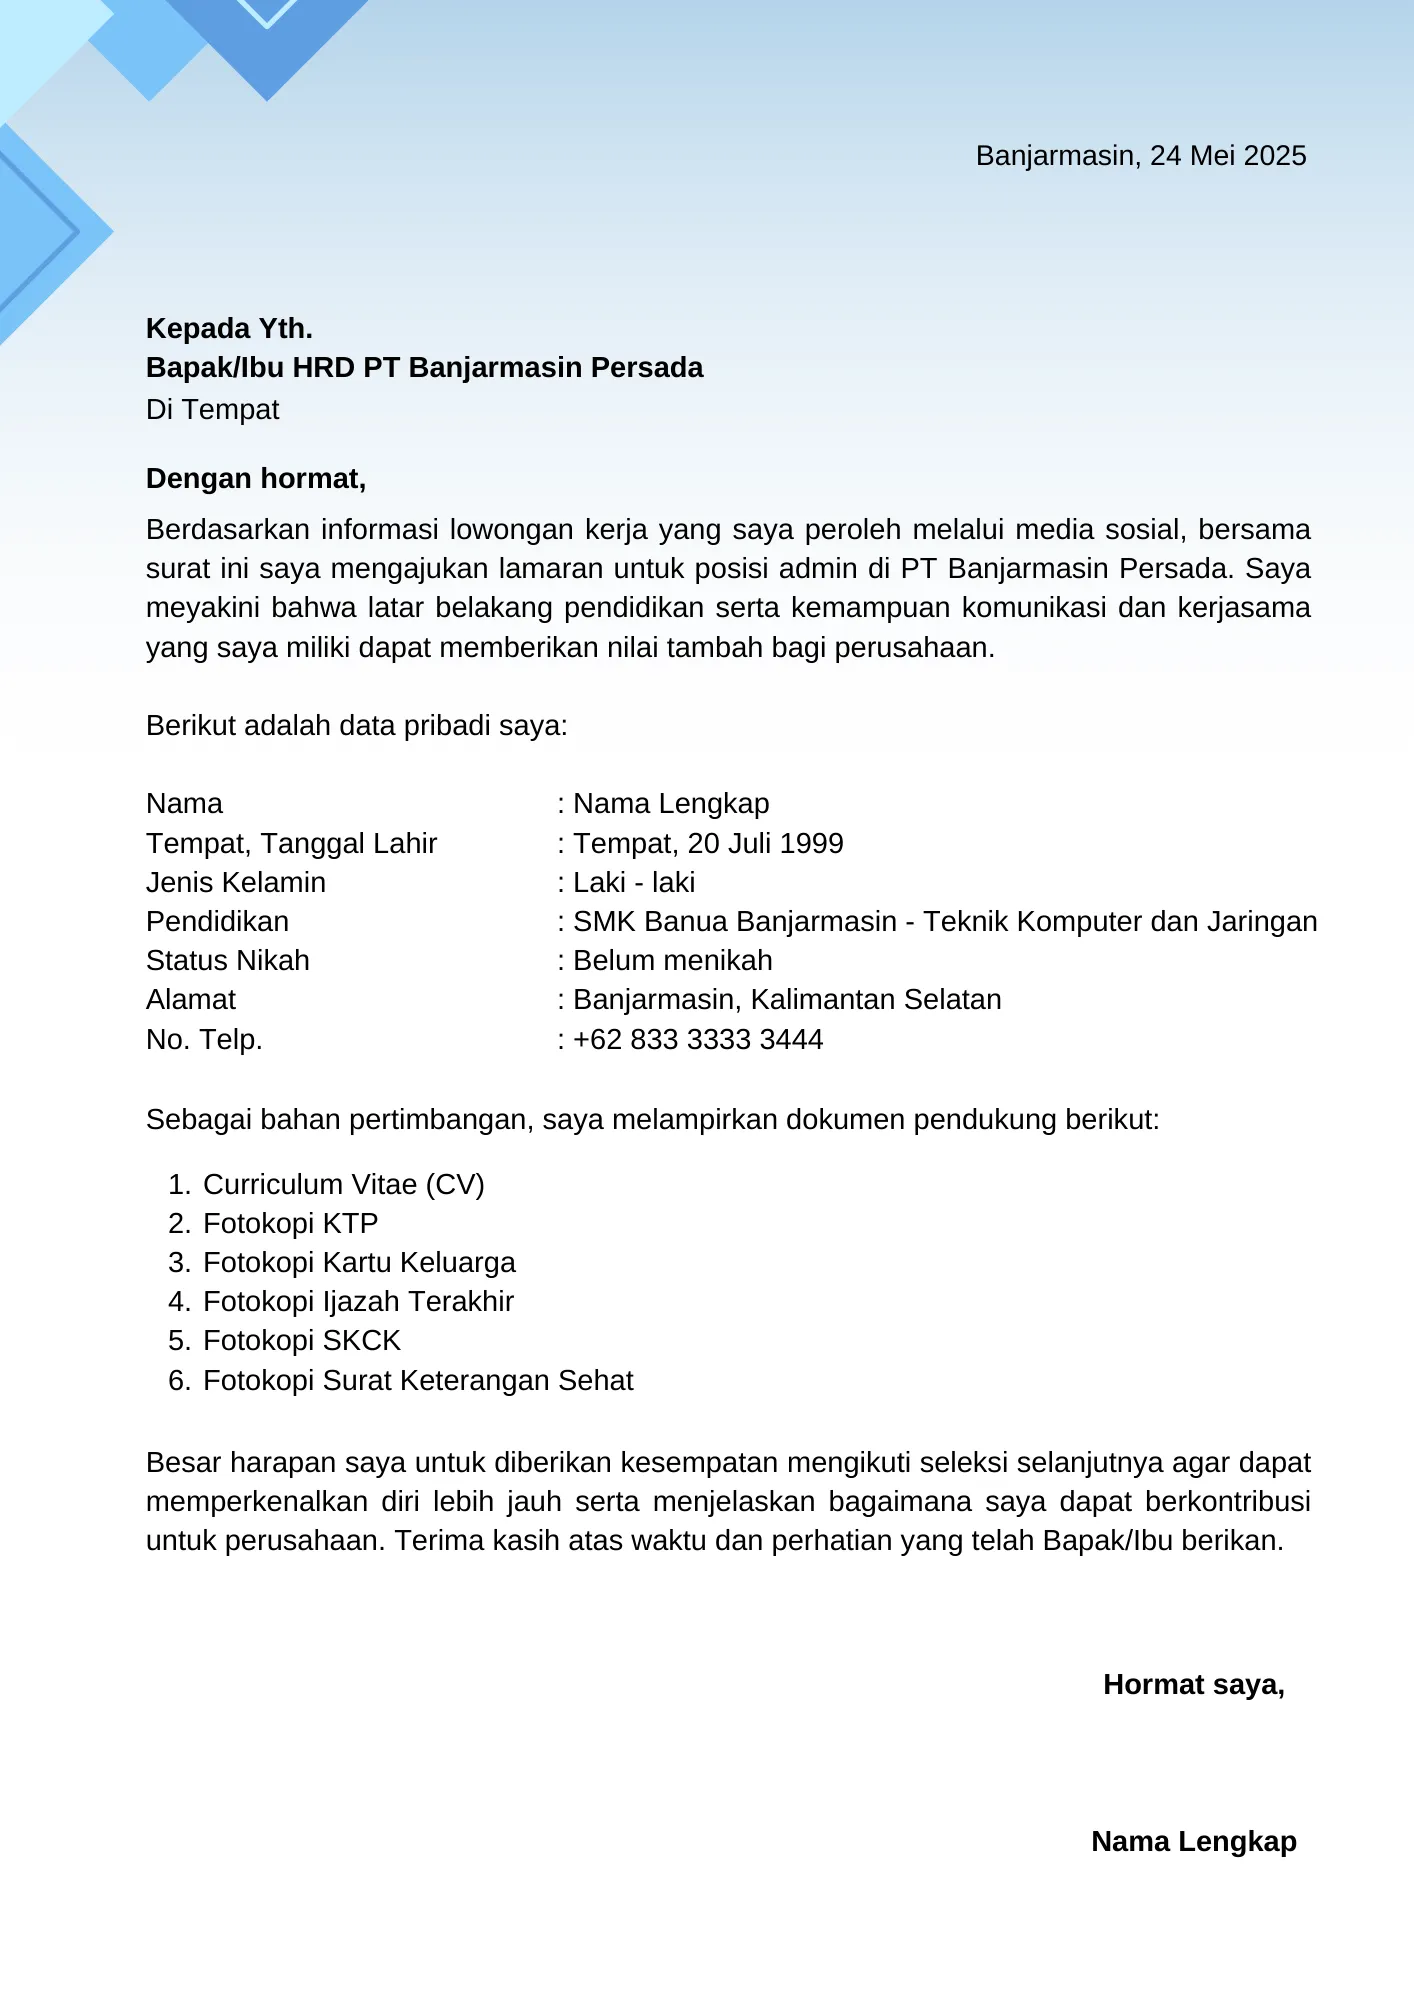 Banjarmasin, 24 Mei 2025
Kepada Yth.
Bapak/Ibu HRD PT Banjarmasin Persada
Di Tempat
Dengan hormat,
Berdasarkan informasi lowongan kerja yang saya peroleh melalui media sosial, bersama
surat ini saya mengajukan lamaran untuk posisi admin di PT Banjarmasin Persada. Saya
meyakini bahwa latar belakang pendidikan serta kemampuan komunikasi dan kerjasama
yang saya miliki dapat memberikan nilai tambah bagi perusahaan.
Berikut adalah data pribadi saya:
Nama : Nama Lengkap
Tempat, Tanggal Lahir : Tempat, 20 Juli 1999
Jenis Kelamin : Laki - laki
Pendidikan : SMK Banua Banjarmasin - Teknik Komputer dan Jaringan
Status Nikah : Belum menikah
Alamat : Banjarmasin, Kalimantan Selatan
No. Telp. : +62 833 3333 3444
Sebagai bahan pertimbangan, saya melampirkan dokumen pendukung berikut:
1. Curriculum Vitae (CV)
2. Fotokopi KTP
3. Fotokopi Kartu Keluarga
4. Fotokopi Ijazah Terakhir
5. Fotokopi SKCK
6. Fotokopi Surat Keterangan Sehat
Besar harapan saya untuk diberikan kesempatan mengikuti seleksi selanjutnya agar dapat
memperkenalkan diri lebih jauh serta menjelaskan bagaimana saya dapat berkontribusi
untuk perusahaan. Terima kasih atas waktu dan perhatian yang telah Bapak/Ibu berikan.
Hormat saya,
Nama Lengkap